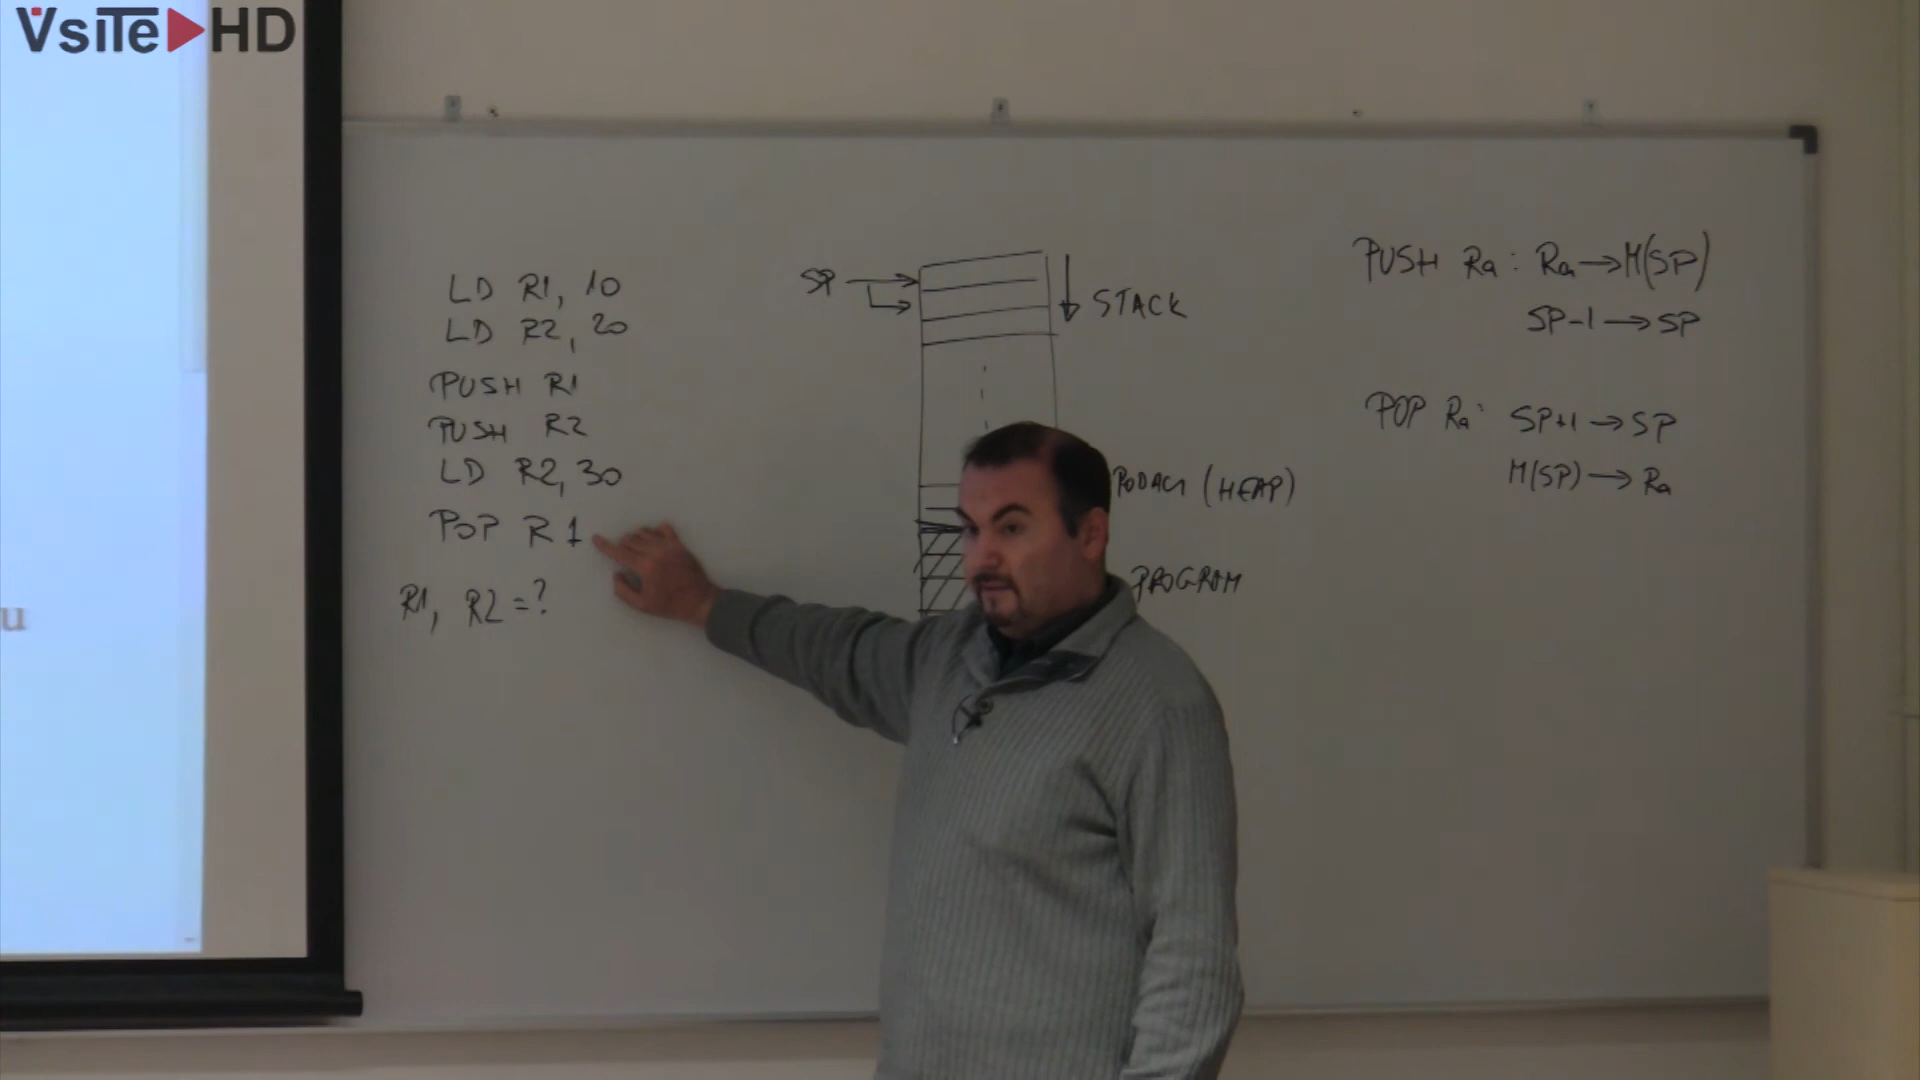 VsiTe HD
LD R1, 10
LD R2, 20
PUSH R1
PUSH R2
LD R2, 30
POP R1
R1, R2 = ?
SP
STACK
PODACI (HEAP)
PROGRAM
PUSH Ra : Ra → M(SP)
SP-1 → SP
POP Ra : SP+1 → SP
M(SP) → Ra
u